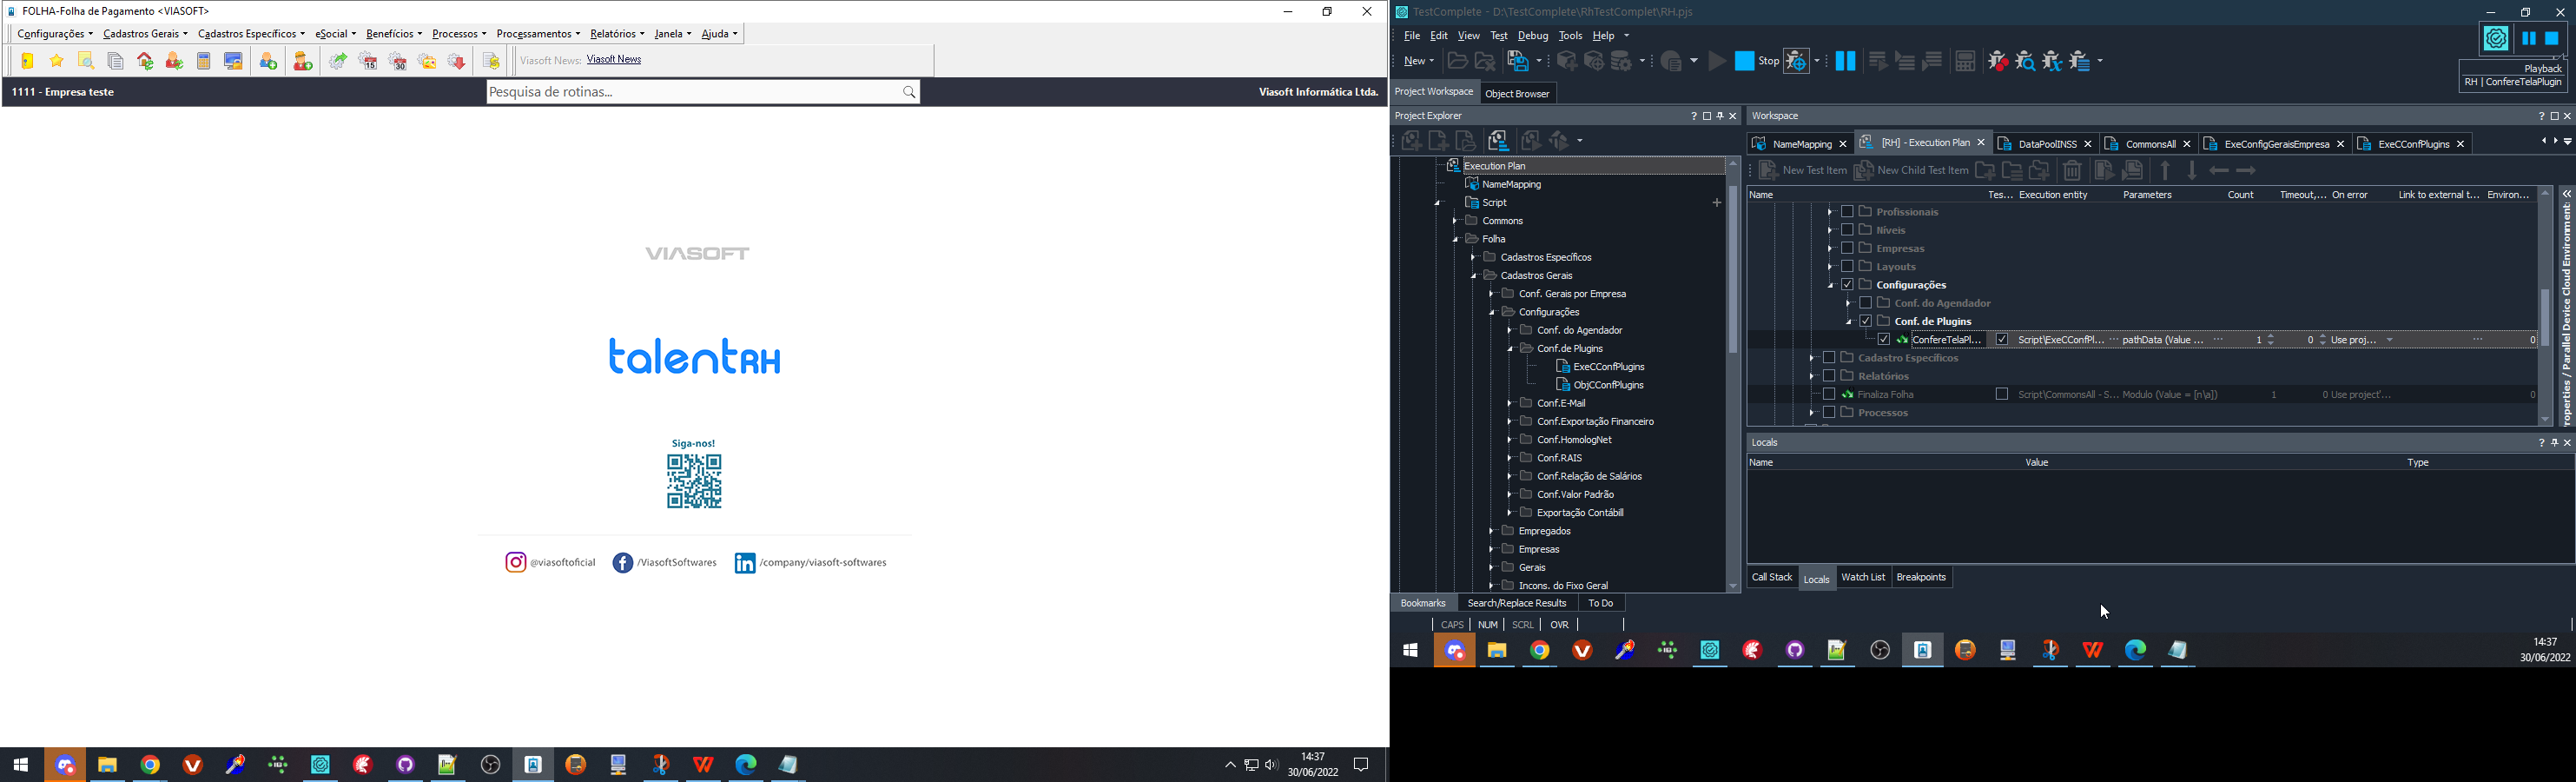 FOLHA-Folha de Pagamento <VIASOFT>
Configurações Cadastros Gerais Cadastros Específicos eSocial Benefícios Processos Processamentos Relatórios Janela Ajuda
15 30 Viasoft News: Viasoft News
1111 - Empresa teste Pesquisa de rotinas... Viasoft Informática Ltda.
VIASOFT
talentRH
Siga-nos!
@viasoftoficial /ViasoftSoftwares /company/viasoft-softwares
14:37
30/06/2022
TestComplete - D:\TestComplete\RhTestComplet\RH.pjs
File Edit View Test Debug Tools Help
New Stop
Playback
RH | ConfereTelaPlugin
Project Workspace Object Browser
Project Explorer
Execution Plan
NameMapping
Script
Commons
Folha
Cadastros Específicos
Cadastros Gerais
Conf. Gerais por Empresa
Configurações
Conf. do Agendador
Conf.de Plugins
ExeCConfPlugins
ObjCConfPlugins
Conf.E-Mail
Conf.Exportação Financeiro
Conf.HomologNet
Conf.RAIS
Conf.Relação de Salários
Conf.Valor Padrão
Exportação Contábill
Empregados
Empresas
Gerais
Incons. do Fixo Geral
Bookmarks Search/Replace Results To Do
CAPS NUM SCRL OVR
Workspace
NameMapping [RH] - Execution Plan DataPoolINSS CommonsAll ExeConfigGeraisEmpresa ExeCConfPlugins
New Test Item New Child Test Item
Name Tes... Execution entity Parameters Count Timeout,... On error Link to external t... Environ...
Profissionais
Níveis
Empresas
Layouts
Configurações
Conf. do Agendador
Conf. de Plugins
ConfereTelaPl... Script\ExeCConfPl... ... pathData (Value ... ... 1 0 Use proj... ... 0
Cadastro Específicos
Relatórios
Finaliza Folha Script\CommonsAll - S... Modulo (Value = [n\a]) 1 0 Use project'... 0
Processos
Properties / Parallel Device Cloud Environments
Locals
Name Value Type
Call Stack Locals Watch List Breakpoints
14:37
30/06/2022